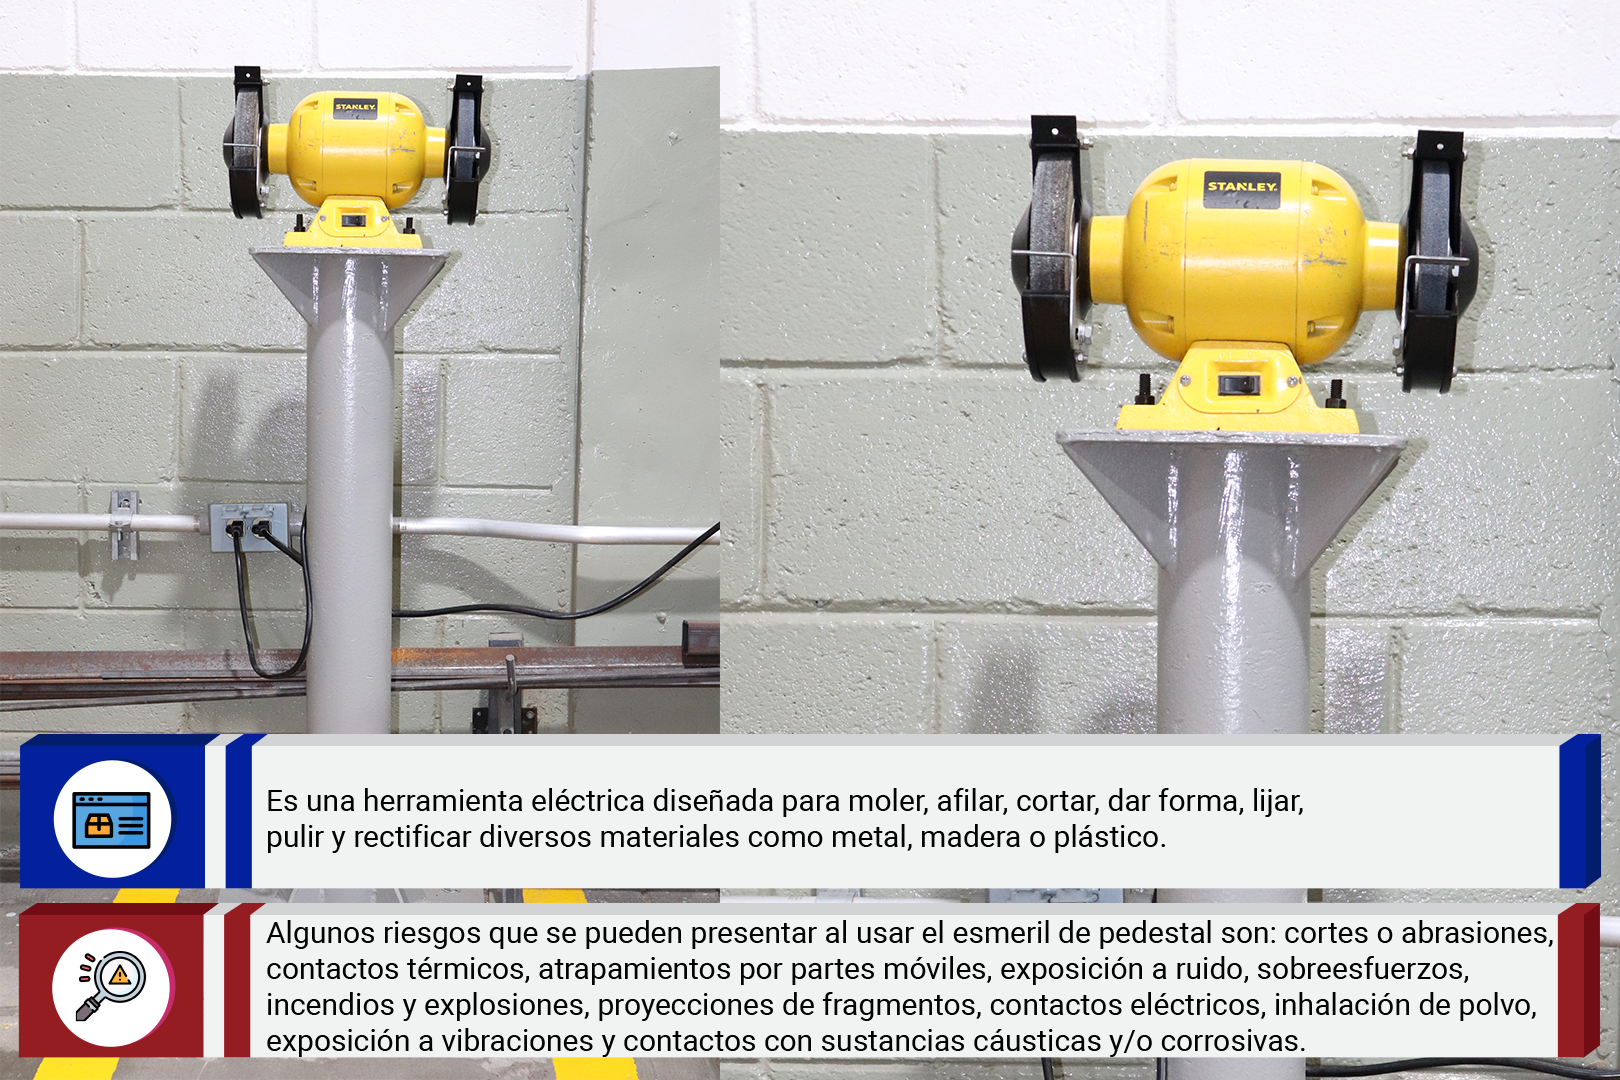 STANLEY.
STANLEY.
Es una herramienta eléctrica diseñada para moler, afilar, cortar, dar forma, lijar,
pulir y rectificar diversos materiales como metal, madera o plástico.
Algunos riesgos que se pueden presentar al usar el esmeril de pedestal son: cortes o abrasiones,
contactos térmicos, atrapamientos por partes móviles, exposición a ruido, sobreesfuerzos,
incendios y explosiones, proyecciones de fragmentos, contactos eléctricos, inhalación de polvo,
exposición a vibraciones y contactos con sustancias cáusticas y/o corrosivas.